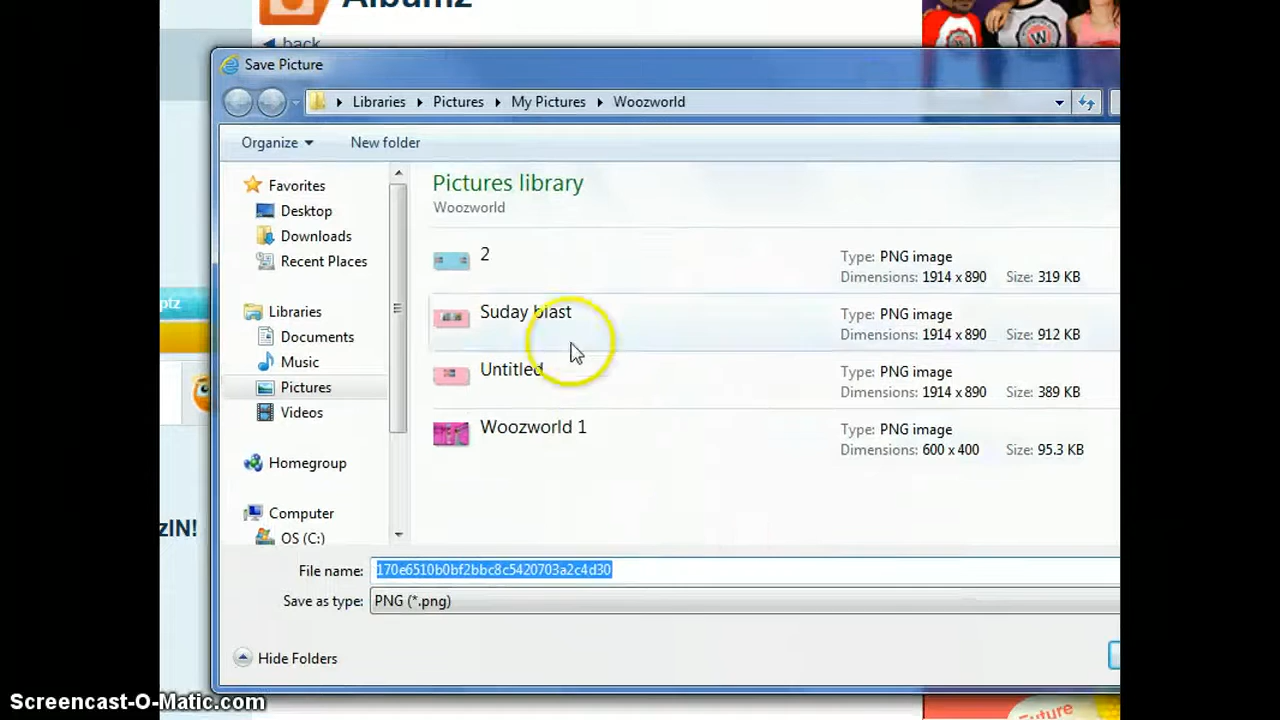 Albumz
back
Save Picture
Libraries
Pictures
My Pictures
Woozworld
Organize
New folder
Favorites
Desktop
Downloads
Recent Places
Libraries
Documents
Music
Pictures
Videos
Homegroup
Computer
OS (C:)
Pictures library
Woozworld
2
Type: PNG image
Dimensions: 1914 x 890
Size: 319 KB
Suday blast
Type: PNG image
Dimensions: 1914 x 890
Size: 912 KB
Untitled
Type: PNG image
Dimensions: 1914 x 890
Size: 389 KB
Woozworld 1
Type: PNG image
Dimensions: 600 x 400
Size: 95.3 KB
ptz
zIN!
File name: 170e6510b0bf2bbc8c5420703a2c4d30
Save as type: PNG (*.png)
Hide Folders
W
Future
Screencast-O-Matic.com